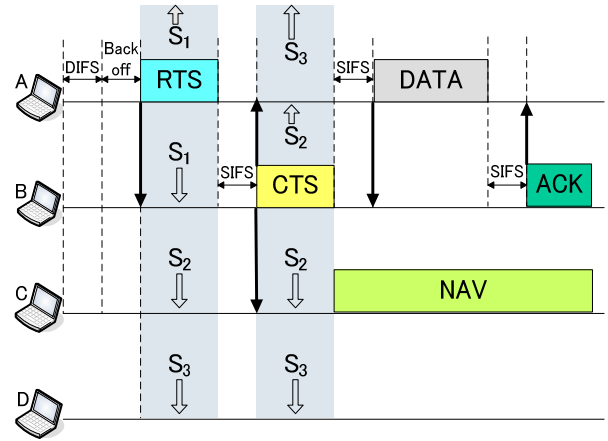 S1
S3
DIFS
Back
off
SIFS
A
RTS
DATA
S2
S1
SIFS
SIFS
B
CTS
ACK
S2
S2
C
NAV
S3
S3
D